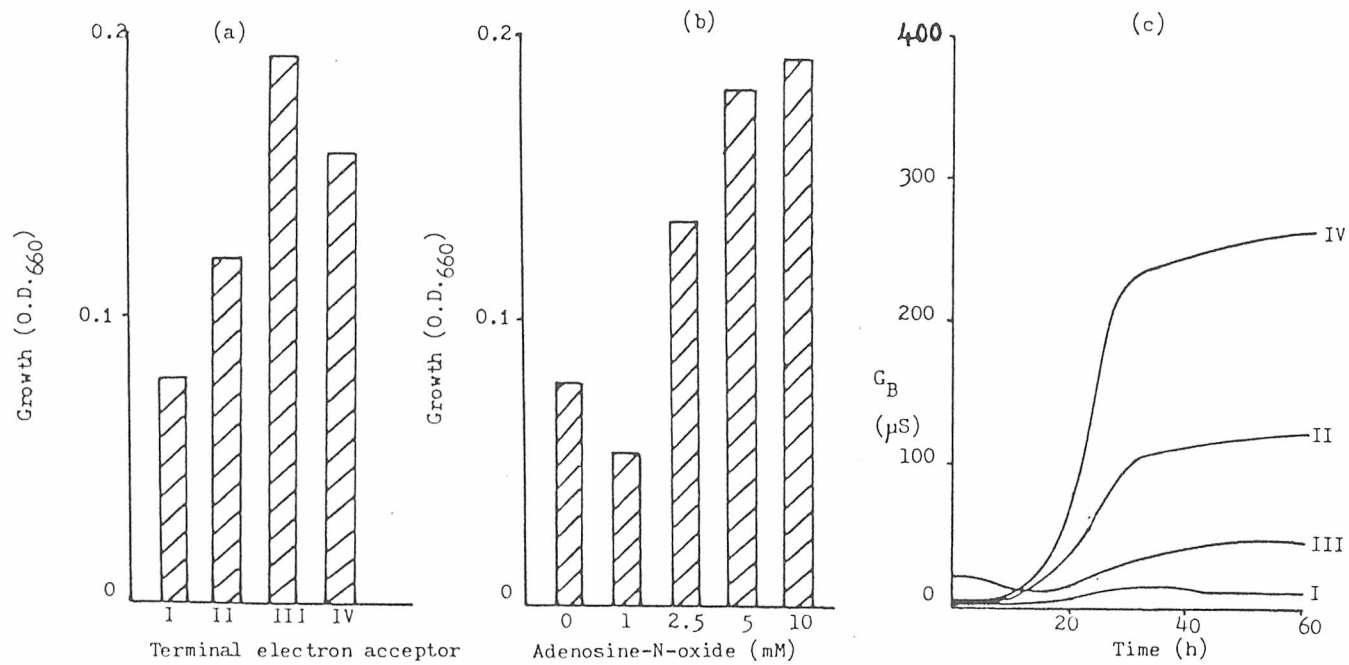 (a)
0.2
0.1
0
Growth (O.D.660)
I II III IV
Terminal electron acceptor
(b)
0.2
0.1
0
Growth (O.D.660)
0 1 2.5 5 10
Adenosine-N-oxide (mM)
(c)
400
300
200
100
0
GB
(µS)
IV
II
III
I
20 40 60
Time (h)